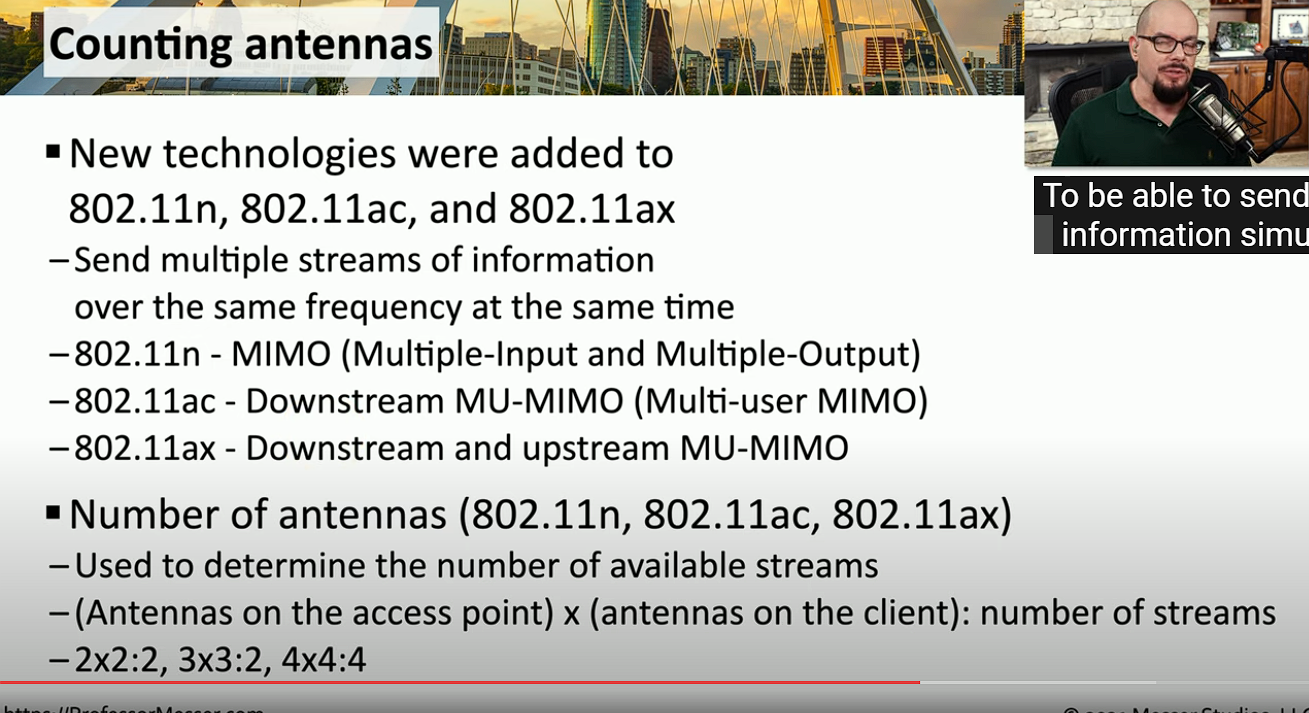 Counting antennas
To be able to send
information simu
▪ New technologies were added to
802.11n, 802.11ac, and 802.11ax
– Send multiple streams of information
over the same frequency at the same time
– 802.11n - MIMO (Multiple-Input and Multiple-Output)
– 802.11ac - Downstream MU-MIMO (Multi-user MIMO)
– 802.11ax - Downstream and upstream MU-MIMO
▪ Number of antennas (802.11n, 802.11ac, 802.11ax)
– Used to determine the number of available streams
– (Antennas on the access point) x (antennas on the client): number of streams
– 2x2:2, 3x3:2, 4x4:4
https://ProfessorMesser.com
Messer Studios, LLC